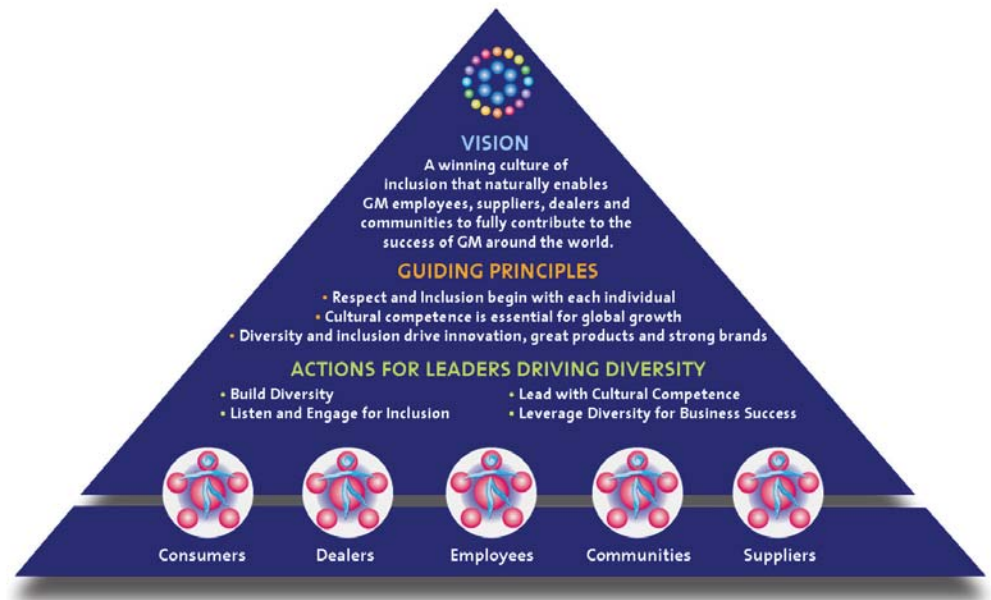 VISION
A winning culture of
inclusion that naturally enables
GM employees, suppliers, dealers and
communities to fully contribute to the
success of GM around the world.
GUIDING PRINCIPLES
• Respect and Inclusion begin with each individual
• Cultural competence is essential for global growth
• Diversity and inclusion drive innovation, great products and strong brands
ACTIONS FOR LEADERS DRIVING DIVERSITY
• Build Diversity
• Listen and Engage for Inclusion
• Lead with Cultural Competence
• Leverage Diversity for Business Success
Consumers
Dealers
Employees
Communities
Suppliers